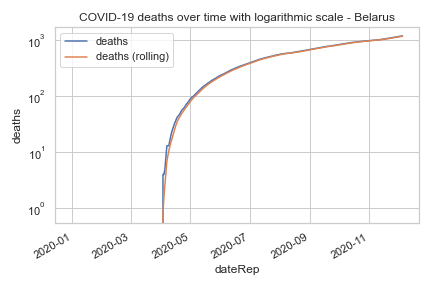 COVID-19 deaths over time with logarithmic scale - Belarus
deaths
deaths (rolling)
10³
10²
10¹
10⁰
deaths
2020-01
2020-03
2020-05
2020-07
2020-09
2020-11
dateRep